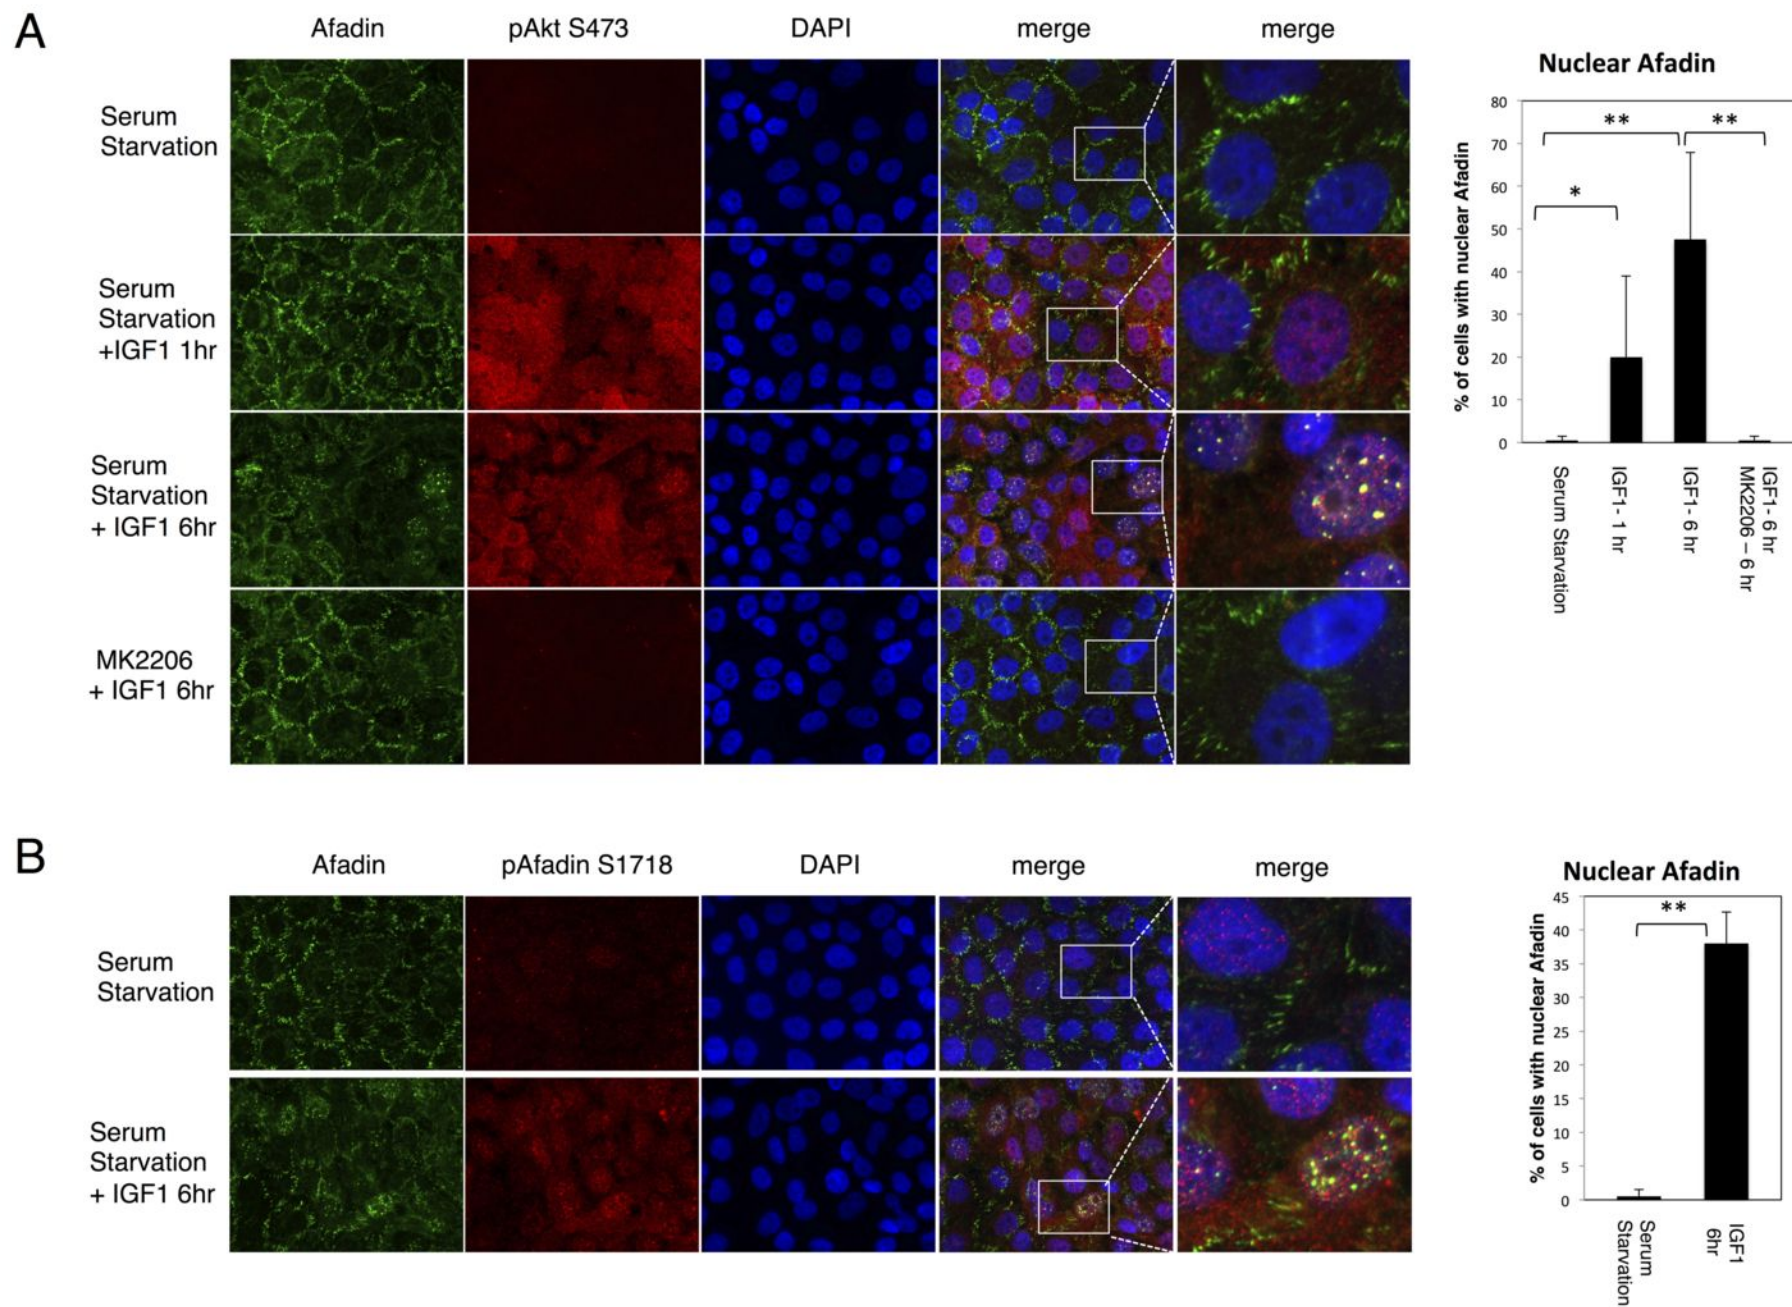 A
Afadin
pAkt S473
DAPI
merge
merge
Serum
Starvation
Serum
Starvation
+IGF1 1hr
Serum
Starvation
+ IGF1 6hr
MK2206
+ IGF1 6hr
Nuclear Afadin
% of cells with nuclear Afadin
80
70
60
50
40
30
20
10
0
**
**
*
Serum Starvation
IGF1- 1 hr
IGF1- 6 hr
IGF1- 6 hr
MK2206 – 6 hr
B
Afadin
pAfadin S1718
DAPI
merge
merge
Serum
Starvation
Serum
Starvation
+ IGF1 6hr
Nuclear Afadin
% of cells with nuclear Afadin
45
40
35
30
25
20
15
10
5
0
**
Serum
Starvation
IGF1
6hr